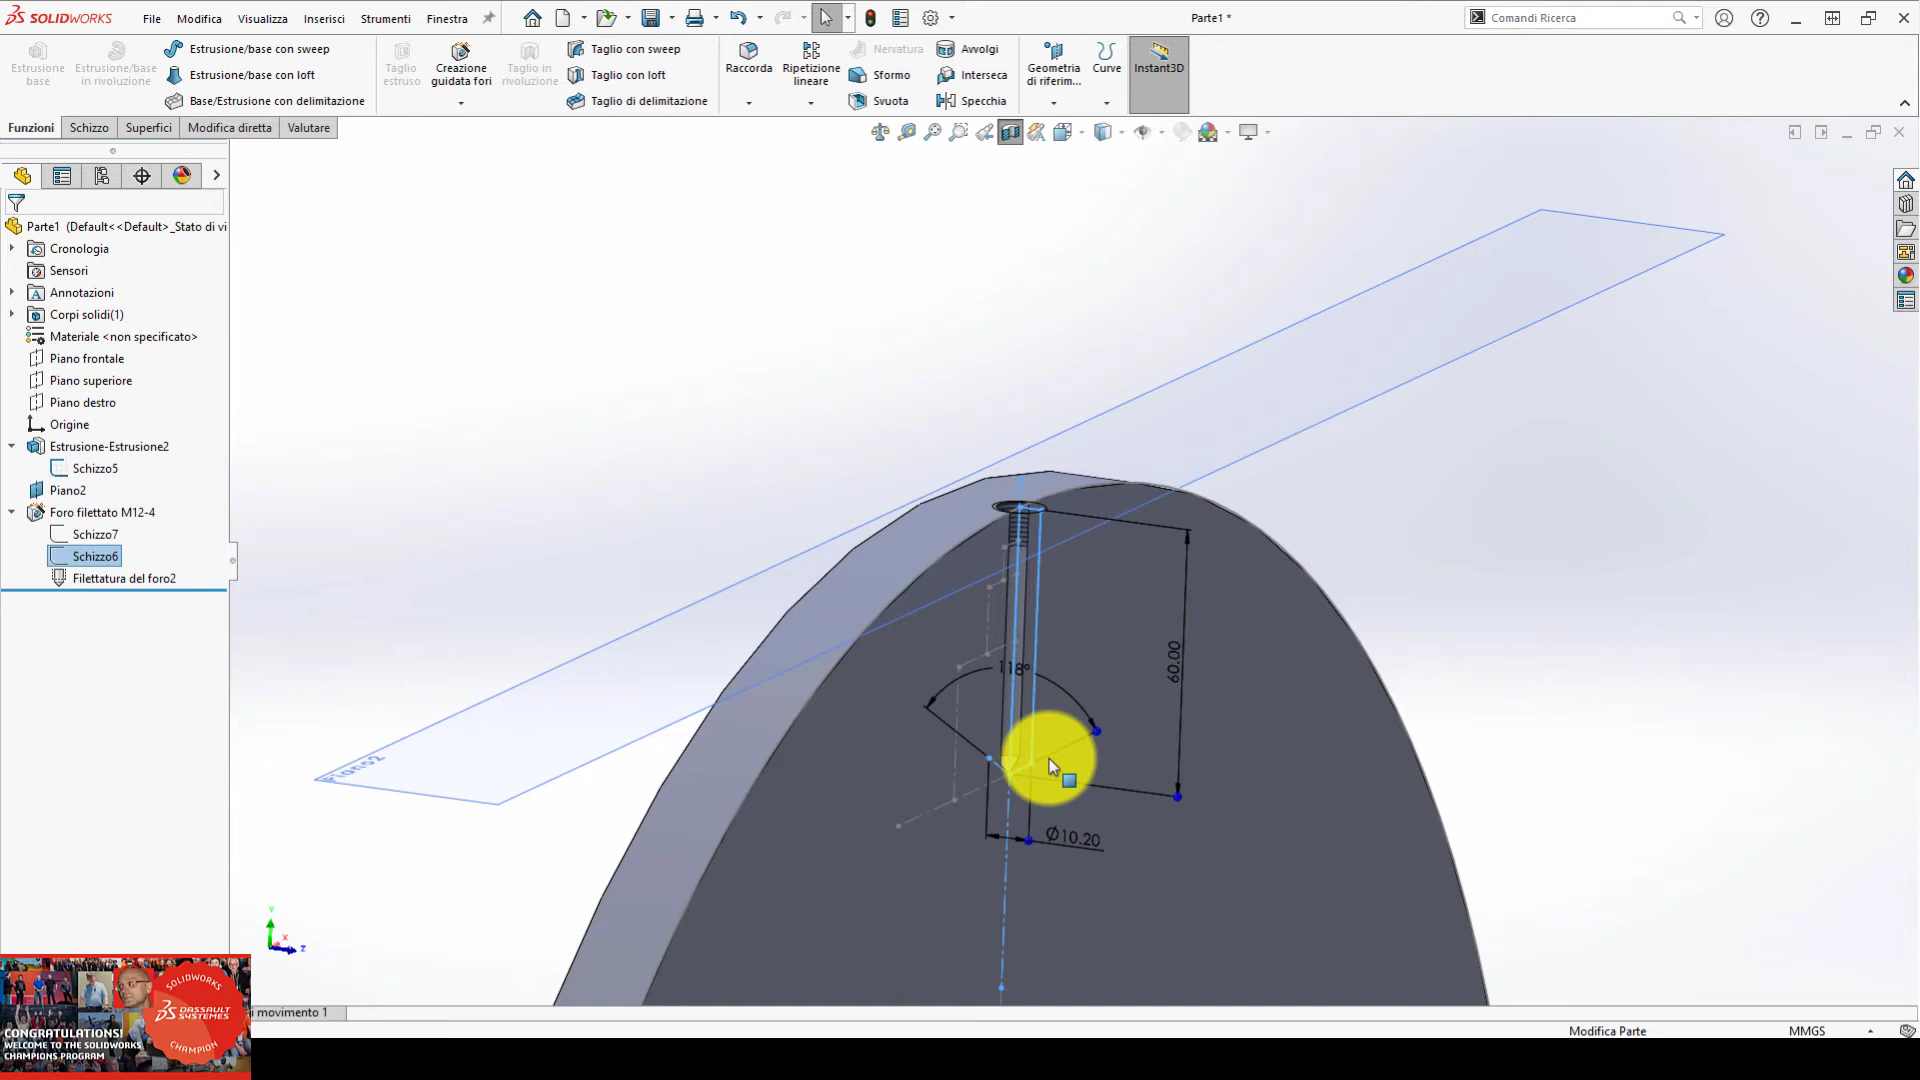 SOLIDWORKS
File
Modifica
Visualizza
Inserisci
Strumenti
Finestra
Parte1 *
Comandi Ricerca
Estrusione base
Estrusione/base in rivoluzione
Estrusione/base con sweep
Estrusione/base con loft
Base/Estrusione con delimitazione
Taglio estruso
Creazione guidata fori
Taglio in rivoluzione
Taglio con sweep
Taglio con loft
Taglio di delimitazione
Raccorda
Ripetizione lineare
Nervatura
Sformo
Svuota
Avvolgi
Interseca
Specchia
Geometria di riferim...
Curve
Instant3D
Funzioni
Schizzo
Superfici
Modifica diretta
Valutare
Parte1 (Default<<Default>_Stato di vi
Cronologia
Sensori
Annotazioni
Corpi solidi(1)
Materiale <non specificato>
Piano frontale
Piano superiore
Piano destro
Origine
Estrusione-Estrusione2
Schizzo5
Piano2
Foro filettato M12-4
Schizzo7
Schizzo6
Filettatura del foro2
Piano2
118°
60.00
Ø10.20
Y
X
Z
i movimento 1
Modifica Parte
MMGS
CONGRATULATIONS!
WELCOME TO THE SOLIDWORKS
CHAMPIONS PROGRAM
SOLIDWORKS
DASSAULT
SYSTEMES
CHAMPION